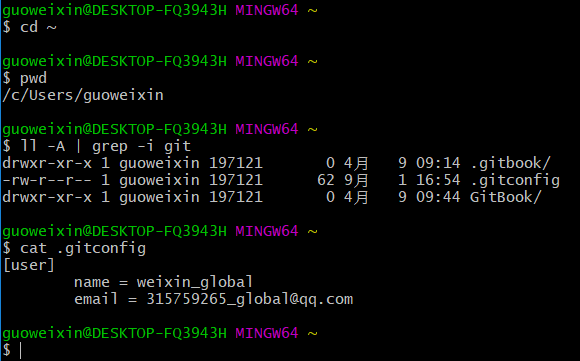 guoweixin@DESKTOP-FQ3943H MINGW64 ~
$ cd ~
guoweixin@DESKTOP-FQ3943H MINGW64 ~
$ pwd
/c/Users/guoweixin
guoweixin@DESKTOP-FQ3943H MINGW64 ~
$ ll -A | grep -i git
drwxr-xr-x 1 guoweixin 197121       0 4月   9 09:14 .gitbook/
-rw-r--r-- 1 guoweixin 197121      62 9月   1 16:54 .gitconfig
drwxr-xr-x 1 guoweixin 197121       0 4月   9 09:44 GitBook/
guoweixin@DESKTOP-FQ3943H MINGW64 ~
$ cat .gitconfig
[user]
        name = weixin_global
        email = 315759265_global@qq.com
guoweixin@DESKTOP-FQ3943H MINGW64 ~
$